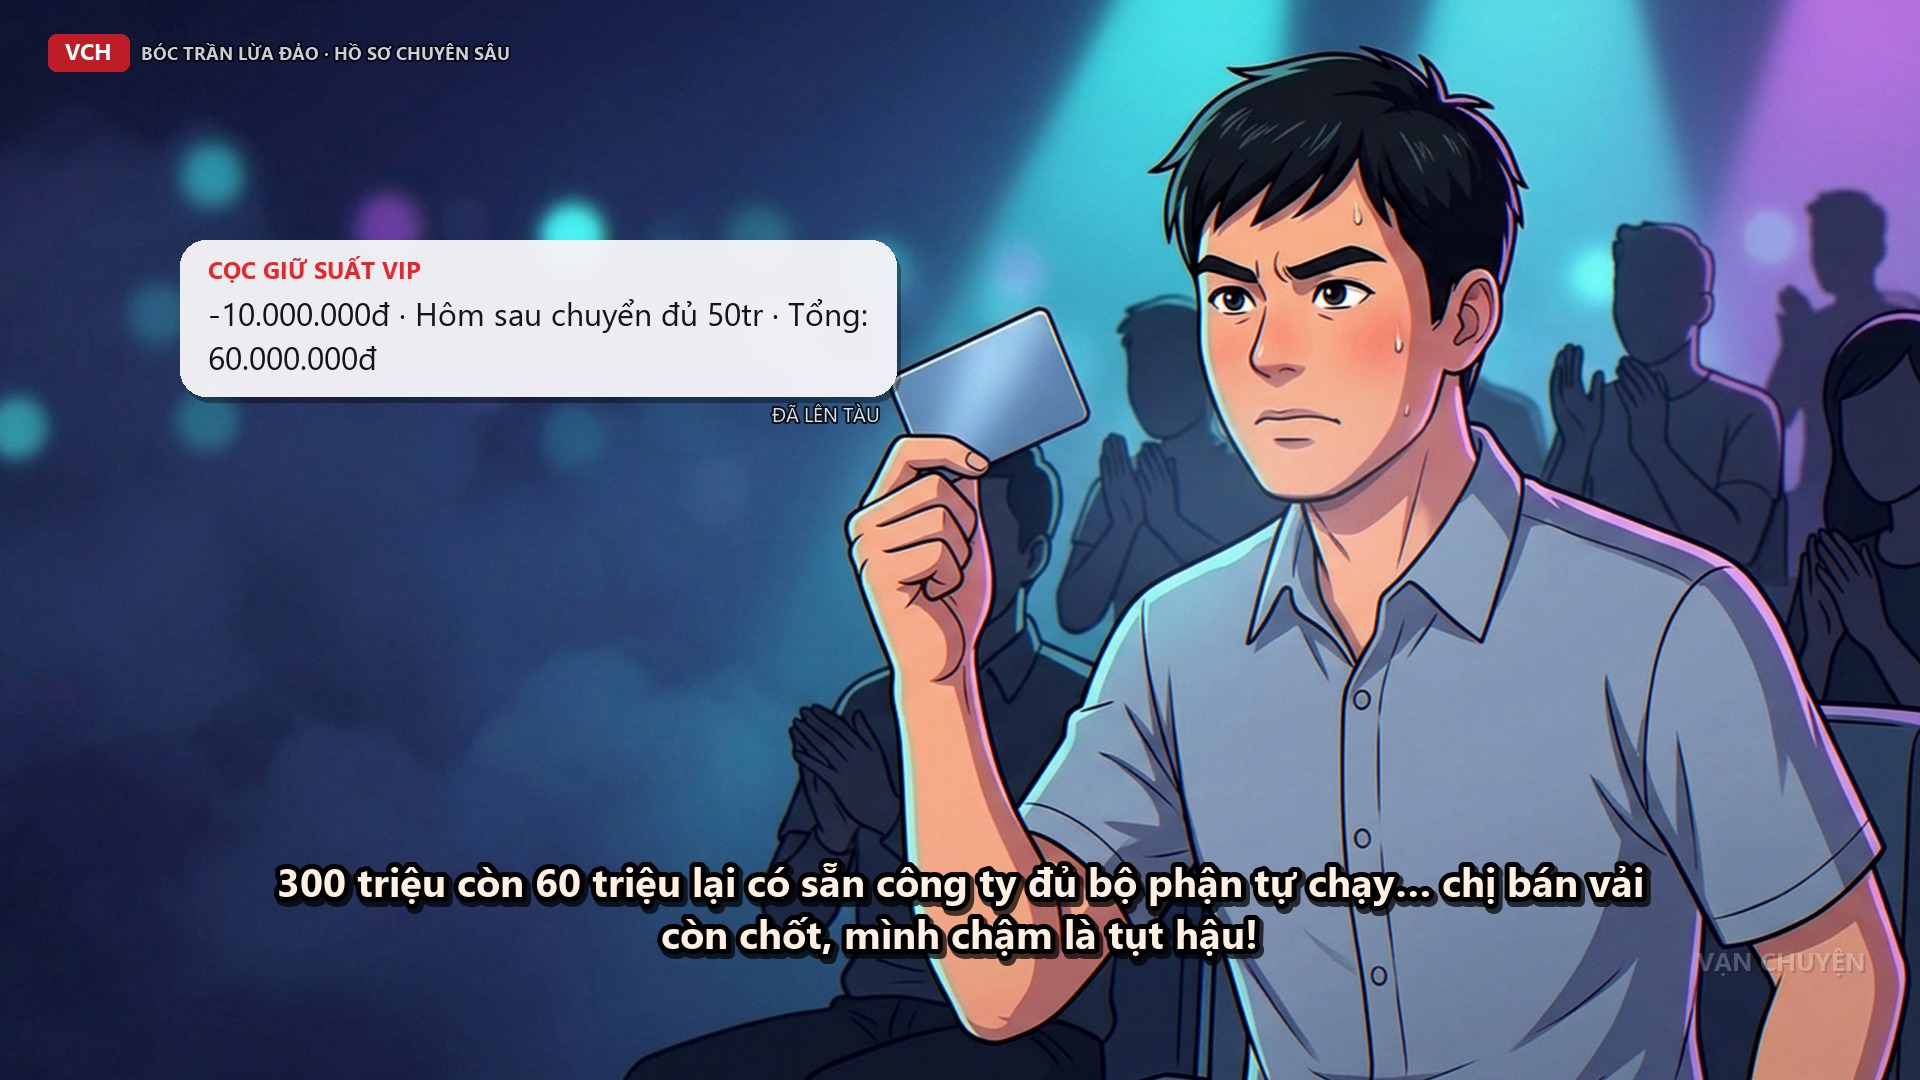 VCH BÓC TRẦN LỪA ĐẢO · HỒ SƠ CHUYÊN SÂU
CỌC GIỮ SUẤT VIP
-10.000.000đ · Hôm sau chuyển đủ 50tr · Tổng:
60.000.000đ
ĐÃ LÊN TÀU
300 triệu còn 60 triệu lại có sẵn công ty đủ bộ phận tự chạy... chị bán vải
còn chốt, mình chậm là tụt hậu!
VẠN CHUYỆN